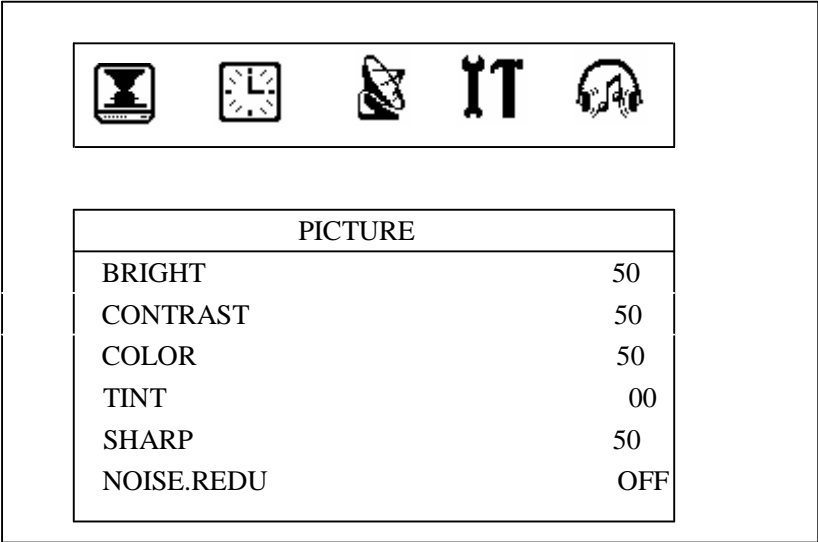 PICTURE
BRIGHT 50
CONTRAST 50
COLOR 50
TINT 00
SHARP 50
NOISE.REDU OFF